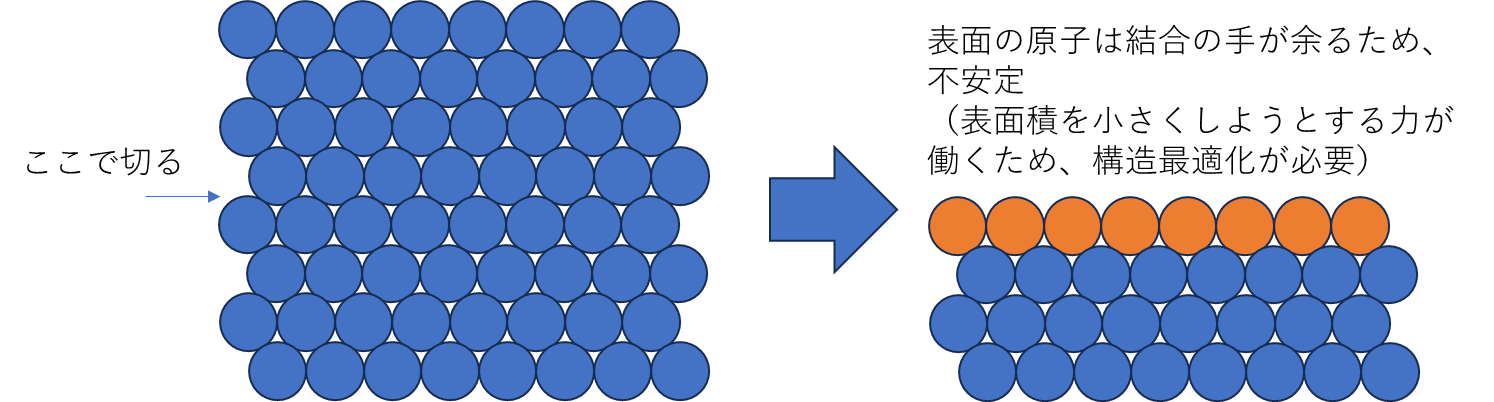 ここで切る
表面の原子は結合の手が余るため、
不安定
（表面積を小さくしようとする力が
働くため、構造最適化が必要）